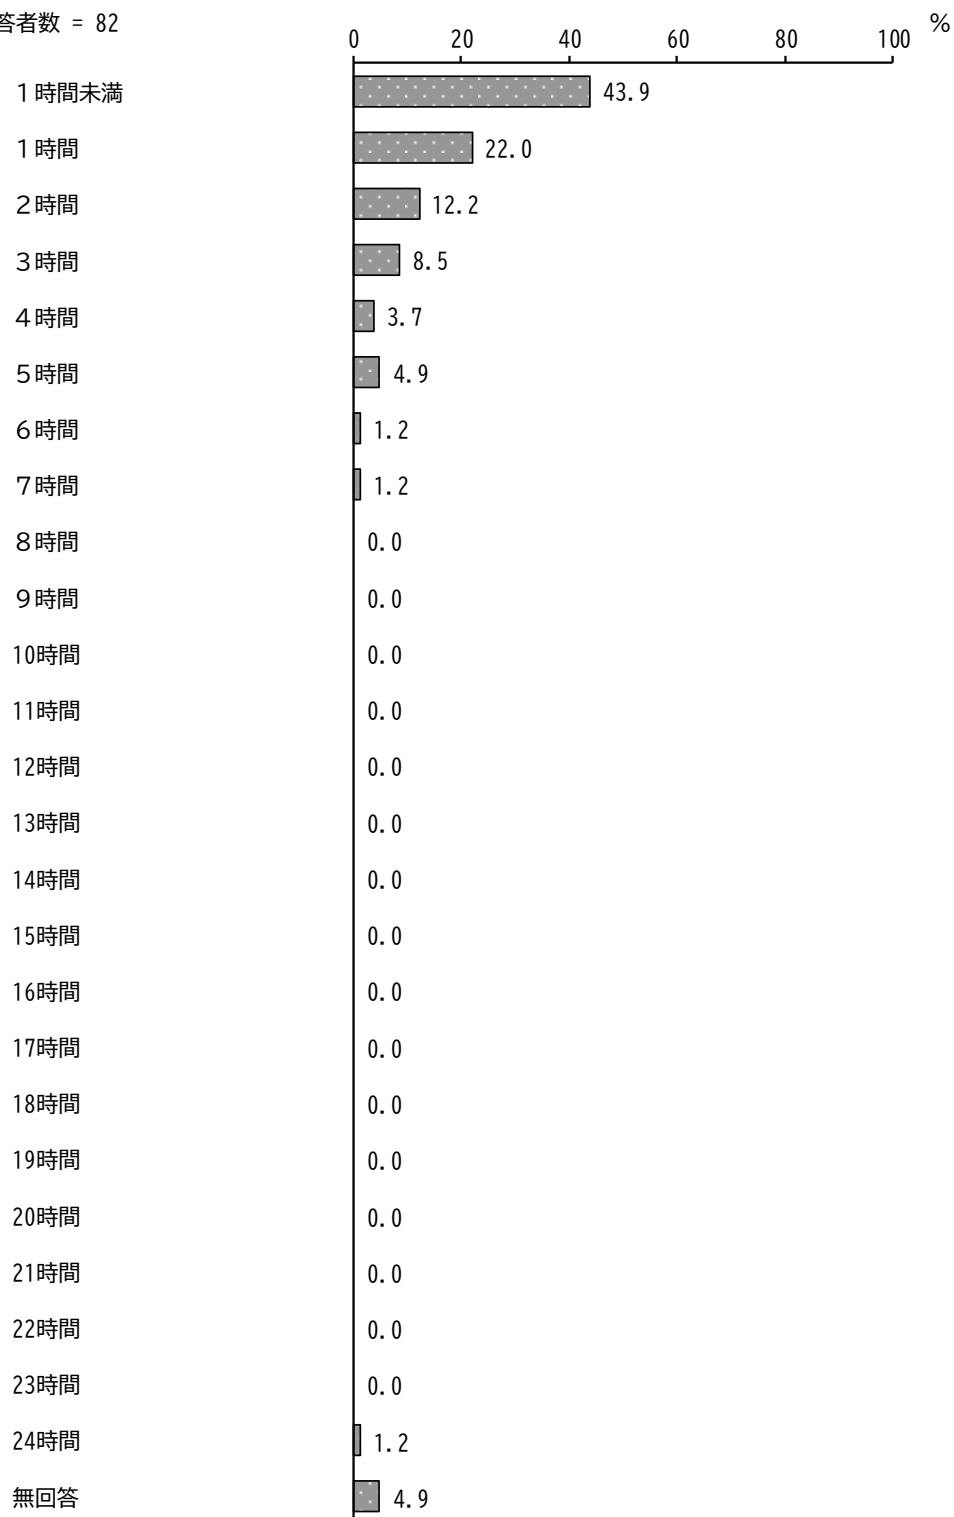 答者数 = 82
0 20 40 60 80 100 %
1時間未満 43.9
1時間 22.0
2時間 12.2
3時間 8.5
4時間 3.7
5時間 4.9
6時間 1.2
7時間 1.2
8時間 0.0
9時間 0.0
10時間 0.0
11時間 0.0
12時間 0.0
13時間 0.0
14時間 0.0
15時間 0.0
16時間 0.0
17時間 0.0
18時間 0.0
19時間 0.0
20時間 0.0
21時間 0.0
22時間 0.0
23時間 0.0
24時間 1.2
無回答 4.9